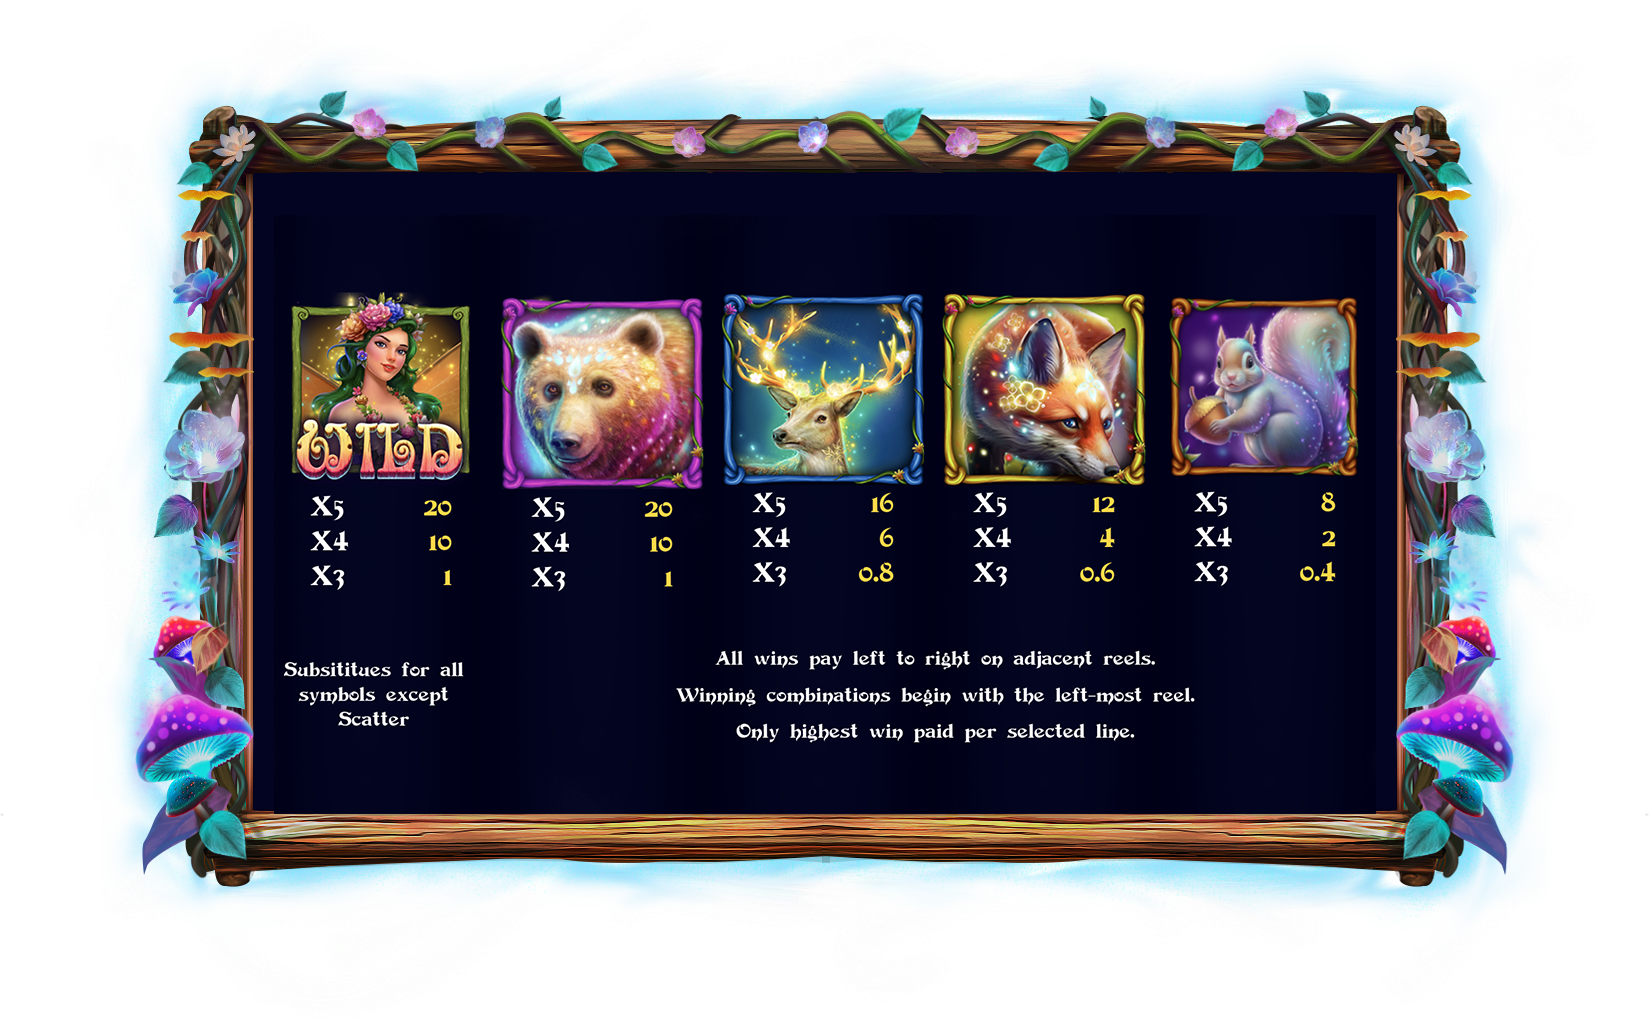 WILD
X5 20 X5 20 X5 16 X5 12 X5 8
X4 10 X4 10 X4 6 X4 4 X4 2
X3 1 X3 1 X3 0.8 X3 0.6 X3 0.4
Subsititues for all
symbols except
Scatter
All wins pay left to right on adjacent reels.
Winning combinations begin with the left-most reel.
Only highest win paid per selected line.